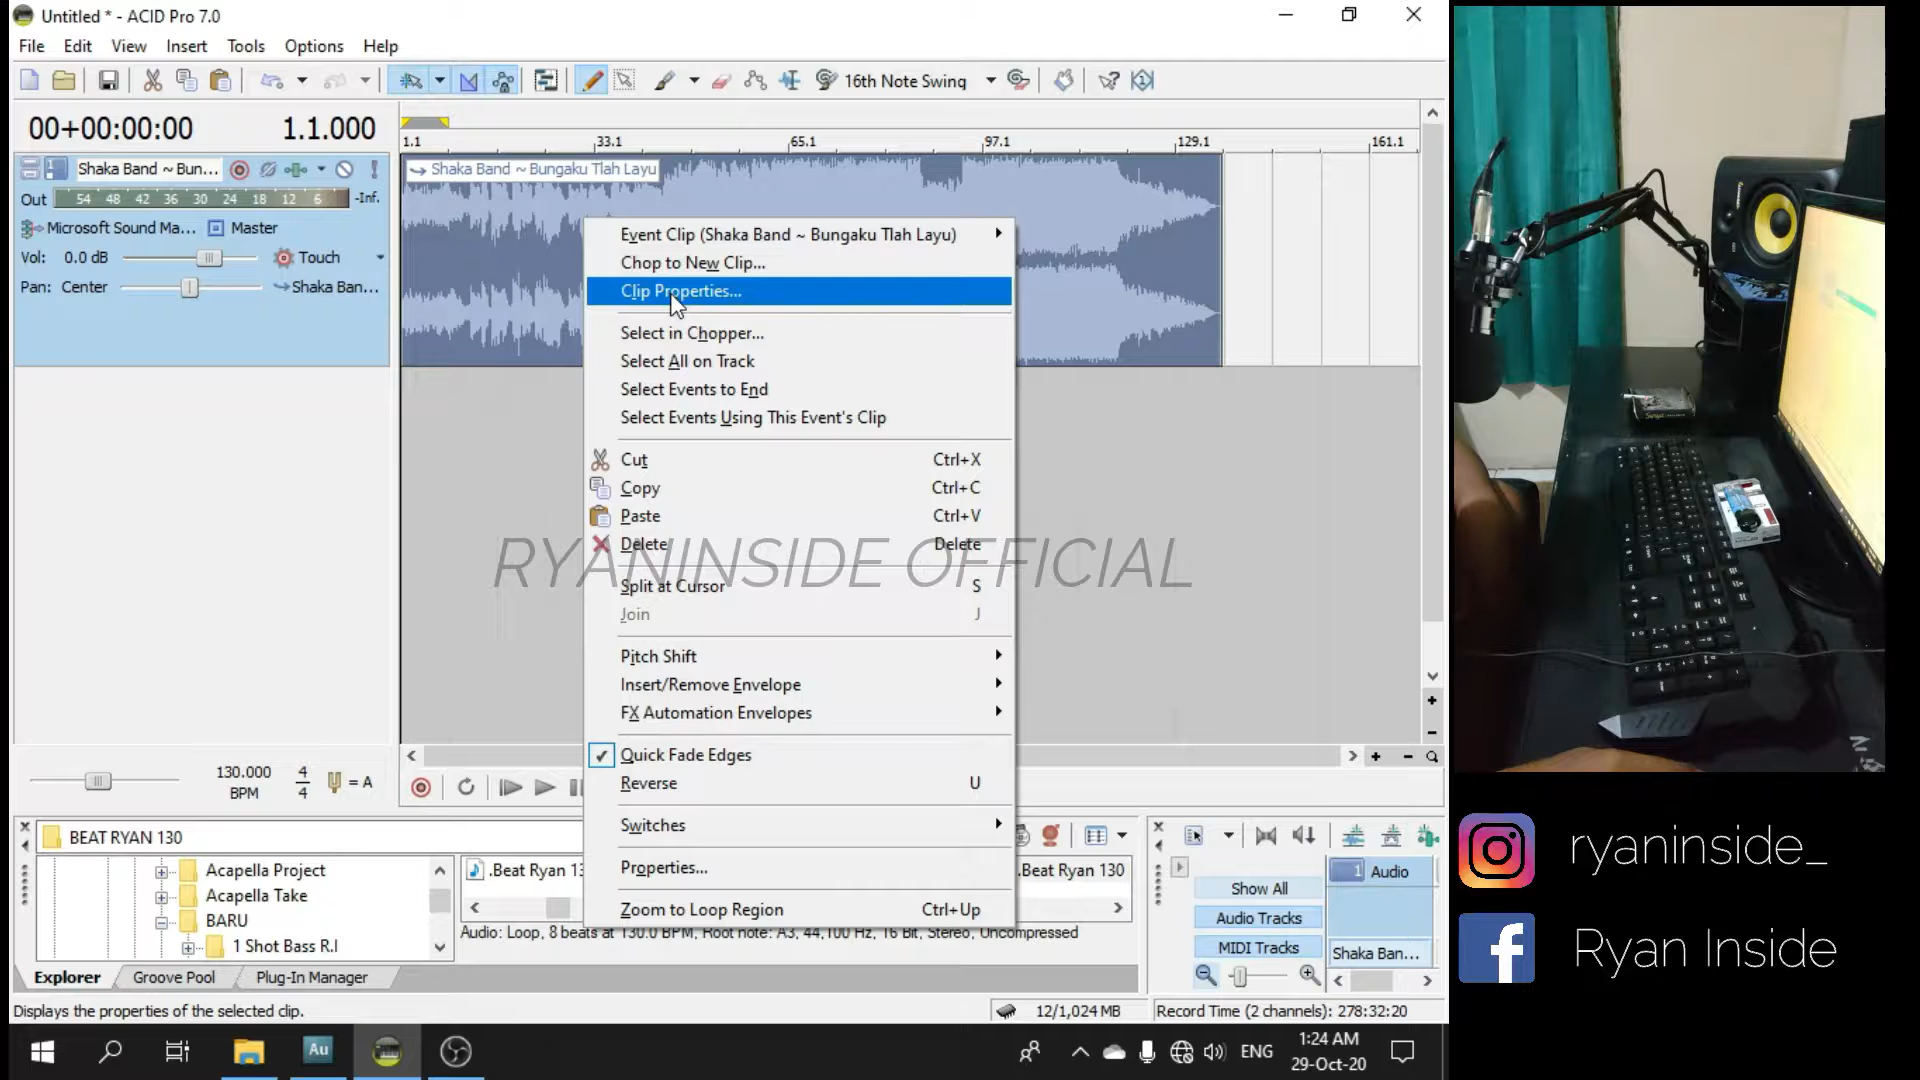 Untitled * - ACID Pro 7.0
File Edit View Insert Tools Options Help
16th Note Swing
00+00:00:00 1.1.000
1.1 33.1 65.1 97.1 129.1 161.1
1 Shaka Band ~ Bun...
Shaka Band ~ Bungaku Tlah Layu
Out 54 48 42 36 30 24 18 12 6 -Inf.
Microsoft Sound Ma... Master
Vol: 0.0 dB Touch
Pan: Center Shaka Ban...
Event Clip (Shaka Band ~ Bungaku Tlah Layu)
Chop to New Clip...
Clip Properties...
Select in Chopper...
Select All on Track
Select Events to End
Select Events Using This Event's Clip
Cut Ctrl+X
Copy Ctrl+C
Paste Ctrl+V
Delete Delete
RYANINSIDE OFFICIAL
Split at Cursor S
Join J
Pitch Shift
Insert/Remove Envelope
FX Automation Envelopes
Quick Fade Edges
Reverse U
Switches
Properties...
Zoom to Loop Region Ctrl+Up
130.000
BPM
4
4
= A
BEAT RYAN 130
Acapella Project
Acapella Take
BARU
1 Shot Bass R.I
.Beat Ryan 13
.Beat Ryan 130
Audio: Loop, 8 beats at 130.0 BPM, Root note: A3, 44,100 Hz, 16 Bit, Stereo, Uncompressed
Explorer Groove Pool Plug-In Manager
Show All
Audio Tracks
MIDI Tracks
1 Audio
Shaka Ban...
Displays the properties of the selected clip.
12/1,024 MB
Record Time (2 channels): 278:32:20
Au
ENG
1:24 AM
29-Oct-20
ryaninside_
Ryan Inside